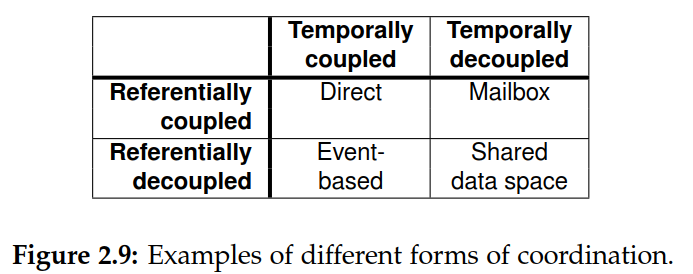 Temporally Temporally
coupled decoupled
Referentially Direct Mailbox
coupled
Referentially Event- Shared
decoupled based data space
Figure 2.9: Examples of different forms of coordination.